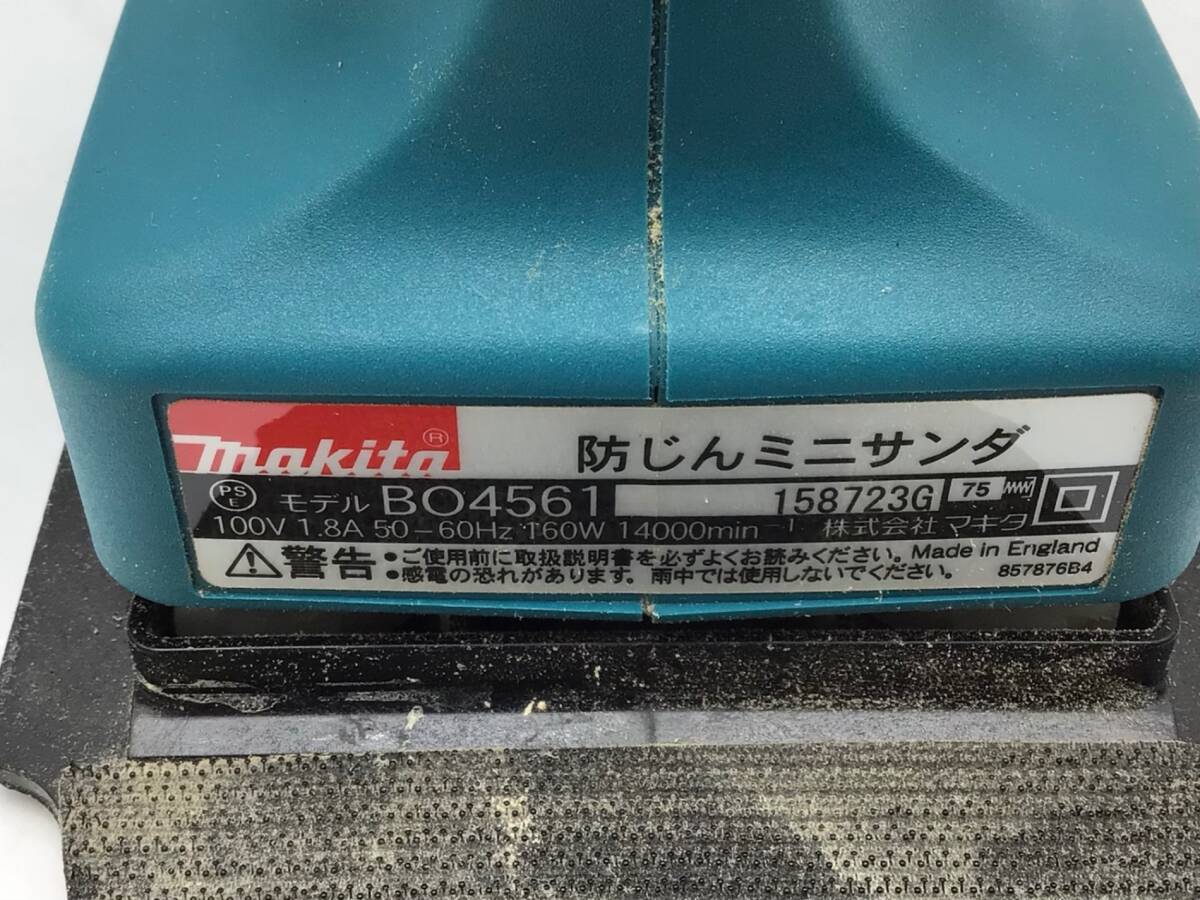 makita®
防じんミニサンダ
PS E モデル BO4561 158723G 75
100V 1.8A 50-60Hz 160W 14000min⁻¹ 株式会社 マキタ
警告 •ご使用前に取扱説明書を必ずよくお読みください。 Made in England
•感電の恐れがあります。雨中では使用しないでください。 857876B4